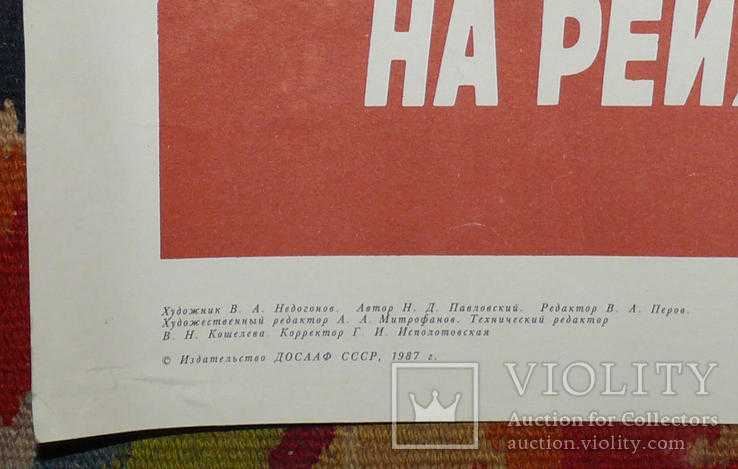 НА РЕЙ
Художник В. А. Недогонов. Автор Н. Д. Павловский. Редактор В. А. Перов.
Художественный редактор А. А. Митрофанов. Технический редактор
В. Н. Кошелева. Корректор Г. И. Исполотовская
© Издательство ДОСААФ СССР, 1987 г.
VIOLITY
Auction for Collectors
auction.violity.com